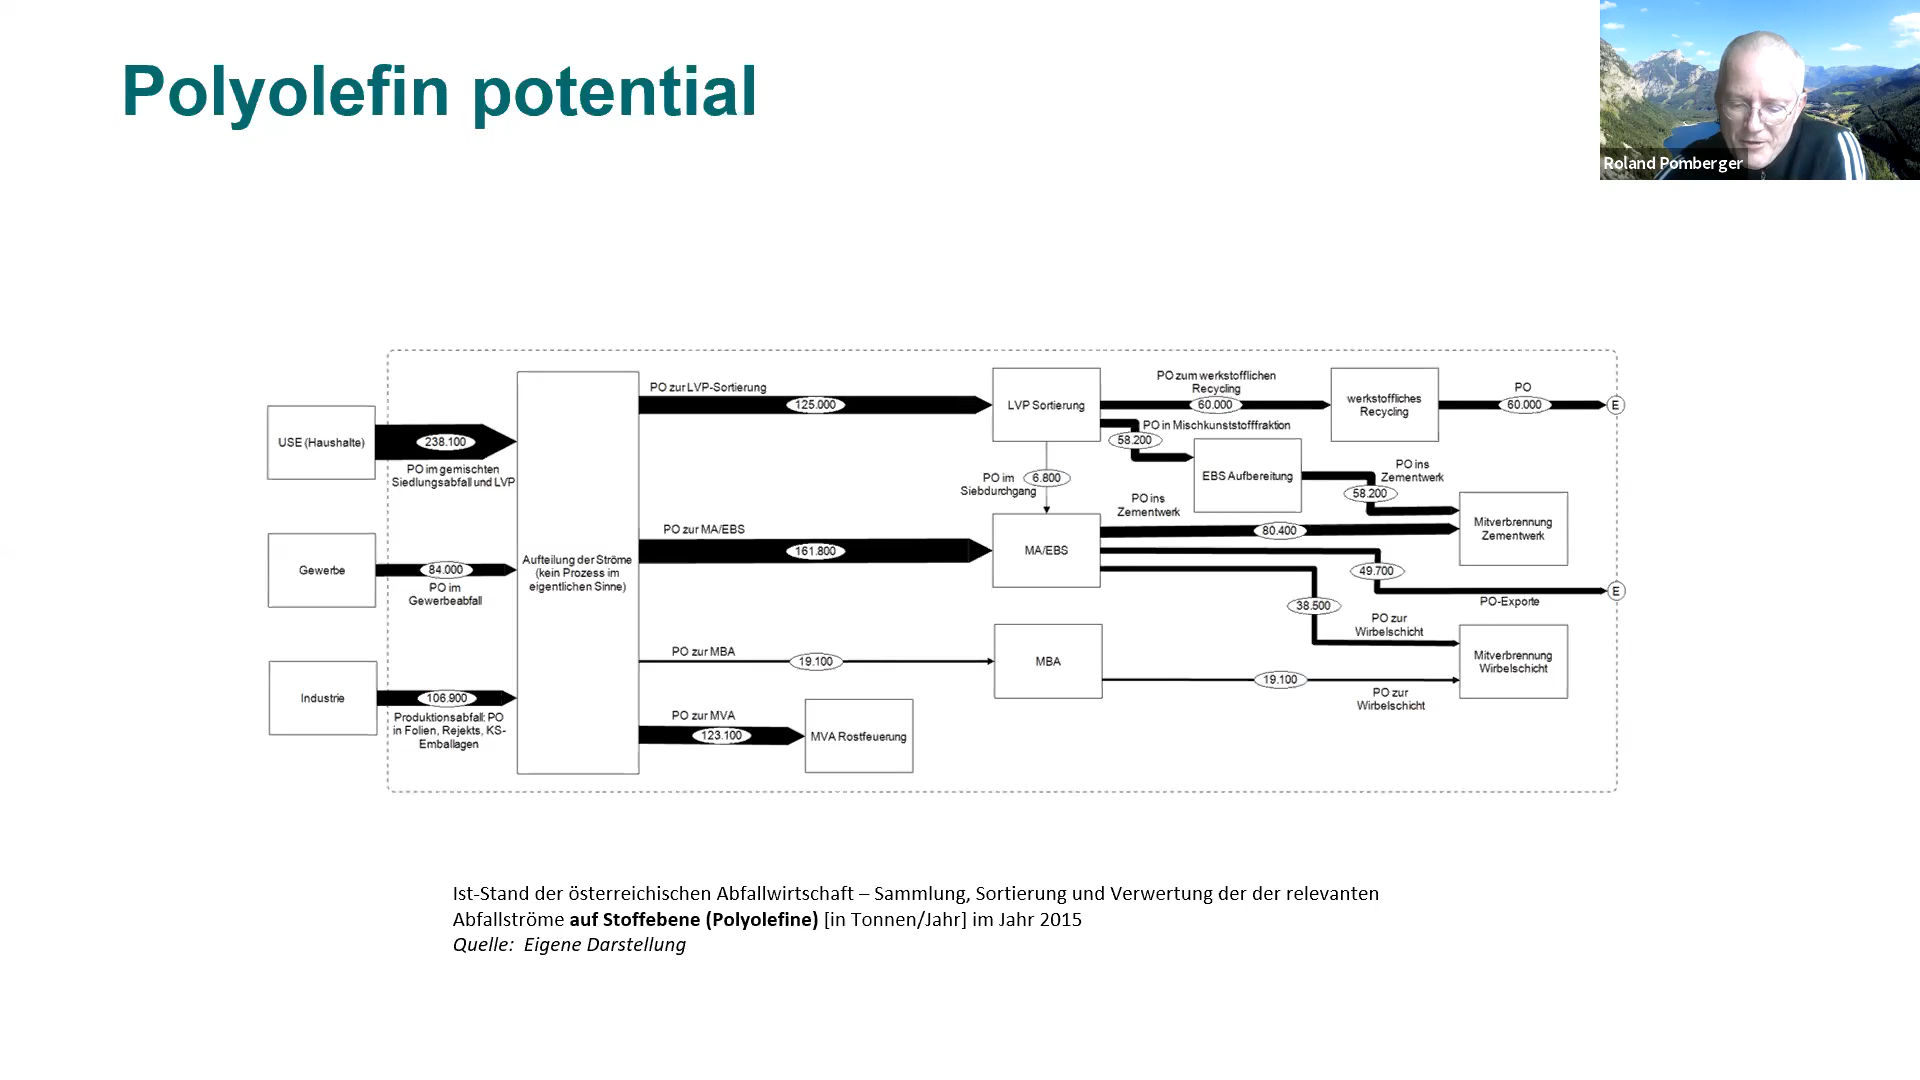 Polyolefin potential
Roland Pomberger
USE (Haushalte)
238.100
PO im gemischten
Siedlungsabfall und LVP
Gewerbe
84.000
PO im
Gewerbeabfall
Industrie
106.900
Produktionsabfall: PO
in Folien, Rejekts, KS-
Emballagen
Aufteilung der Ströme
(kein Prozess im
eigentlichen Sinne)
PO zur LVP-Sortierung
125.000
PO zur MA/EBS
161.800
PO zur MBA
19.100
PO zur MVA
123.100
MVA Rostfeuerung
LVP Sortierung
PO im
Siebdurchgang
6.800
MA/EBS
MBA
PO zum werkstofflichen
Recycling
60.000
PO in Mischkunststofffraktion
58.200
EBS Aufbereitung
werkstoffliches
Recycling
PO
60.000
E
PO ins
Zementwerk
58.200
PO ins
Zementwerk
80.400
Mitverbrennung
Zementwerk
49.700
E
PO-Exporte
38.500
PO zur
Wirbelschicht
Mitverbrennung
Wirbelschicht
19.100
PO zur
Wirbelschicht
Ist-Stand der österreichischen Abfallwirtschaft – Sammlung, Sortierung und Verwertung der der relevanten
Abfallströme auf Stoffebene (Polyolefine) [in Tonnen/Jahr] im Jahr 2015
Quelle: Eigene Darstellung